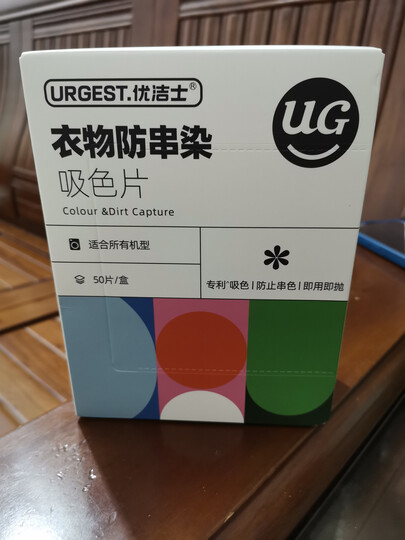 URGEST.优洁士®
UG
衣物防串染
吸色片
Colour &Dirt Capture
适合所有机型
50片/盒
专利*吸色 | 防止串色 | 即用即抛